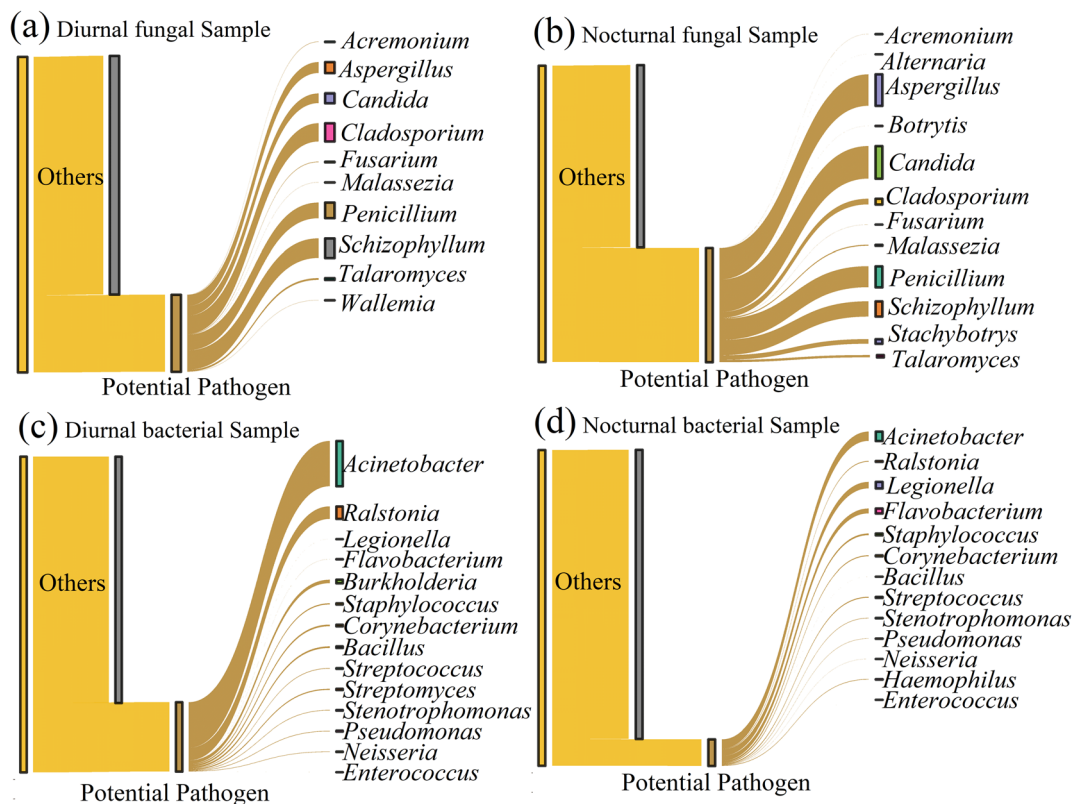 (a) Diurnal fungal Sample
Acremonium
Aspergillus
Candida
Cladosporium
Fusarium
Malassezia
Penicillium
Schizophyllum
Talaromyces
Wallemia
Others
Potential Pathogen
(b) Nocturnal fungal Sample
Acremonium
Alternaria
Aspergillus
Botrytis
Candida
Cladosporium
Fusarium
Malassezia
Penicillium
Schizophyllum
Stachybotrys
Talaromyces
Others
Potential Pathogen
(c) Diurnal bacterial Sample
Acinetobacter
Ralstonia
Legionella
Flavobacterium
Burkholderia
Staphylococcus
Corynebacterium
Bacillus
Streptococcus
Streptomyces
Stenotrophomonas
Pseudomonas
Neisseria
Enterococcus
Others
Potential Pathogen
(d) Nocturnal bacterial Sample
Acinetobacter
Ralstonia
Legionella
Flavobacterium
Staphylococcus
Corynebacterium
Bacillus
Streptococcus
Stenotrophomonas
Pseudomonas
Neisseria
Haemophilus
Enterococcus
Others
Potential Pathogen